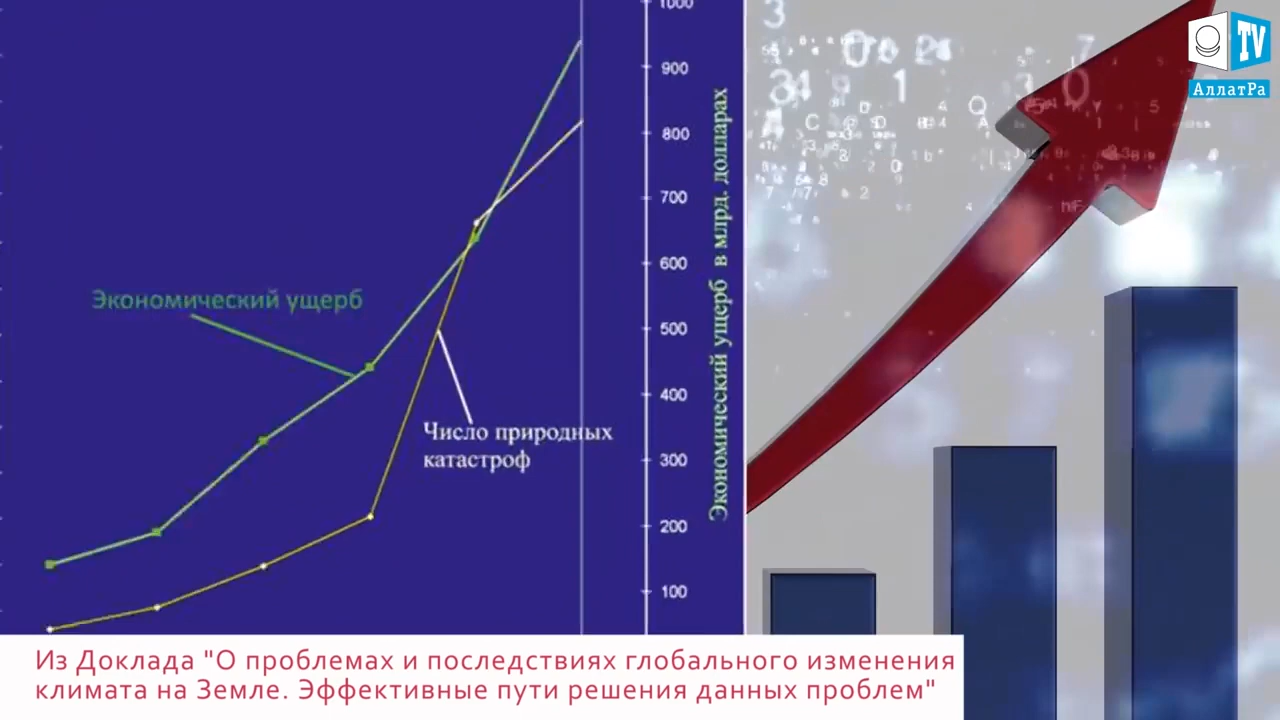 1000
900
800
700
600
500
400
300
200
100
Экономический ущерб
Число природных
катастроф
Экономический ущерб в млрд. долларах
TV
АллатРа
Из Доклада "О проблемах и последствиях глобального изменения
климата на Земле. Эффективные пути решения данных проблем"